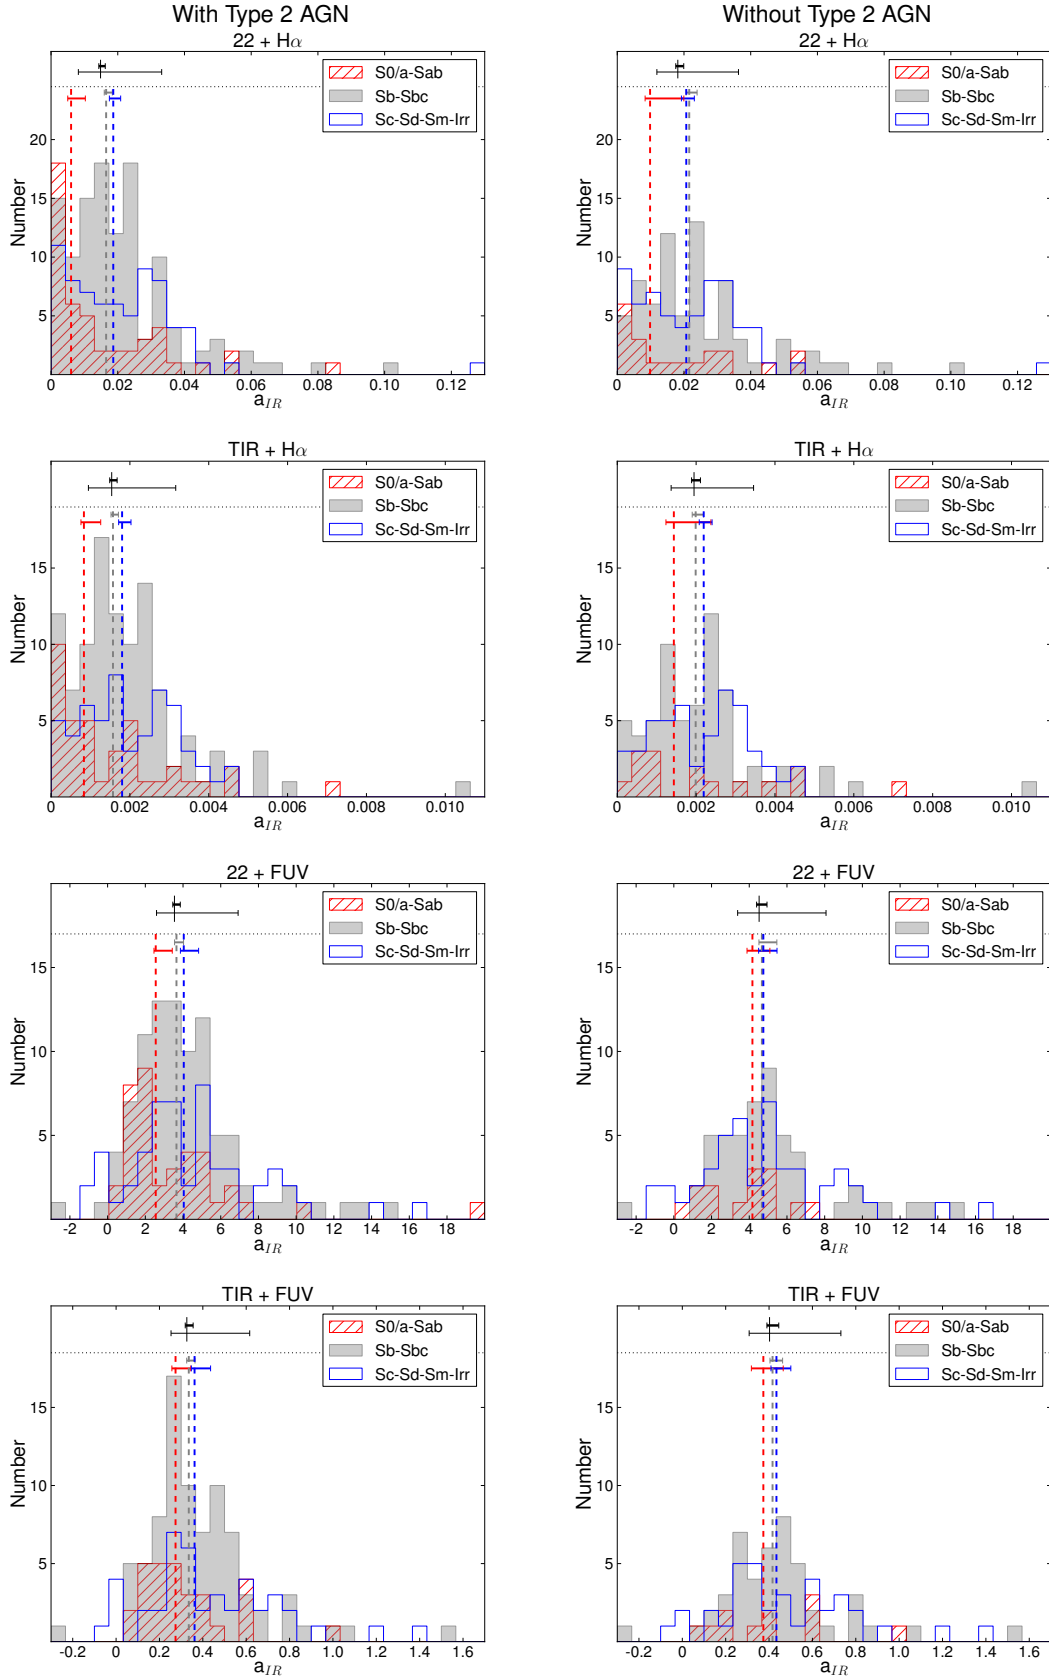 With Type 2 AGN
Without Type 2 AGN
22 + Hα
S0/a-Sab
Sb-Sbc
Sc-Sd-Sm-Irr
Number
20
15
10
5
0 0.02 0.04 0.06 0.08 0.10 0.12
a_IR
22 + Hα
S0/a-Sab
Sb-Sbc
Sc-Sd-Sm-Irr
Number
20
15
10
5
0 0.02 0.04 0.06 0.08 0.10 0.12
a_IR
TIR + Hα
S0/a-Sab
Sb-Sbc
Sc-Sd-Sm-Irr
Number
15
10
5
0 0.002 0.004 0.006 0.008 0.010
a_IR
TIR + Hα
S0/a-Sab
Sb-Sbc
Sc-Sd-Sm-Irr
Number
15
10
5
0 0.002 0.004 0.006 0.008 0.010
a_IR
22 + FUV
S0/a-Sab
Sb-Sbc
Sc-Sd-Sm-Irr
Number
15
10
5
-2 0 2 4 6 8 10 12 14 16 18
a_IR
22 + FUV
S0/a-Sab
Sb-Sbc
Sc-Sd-Sm-Irr
Number
15
10
5
-2 0 2 4 6 8 10 12 14 16 18
a_IR
TIR + FUV
S0/a-Sab
Sb-Sbc
Sc-Sd-Sm-Irr
Number
20
15
10
5
-0.2 0 0.2 0.4 0.6 0.8 1.0 1.2 1.4 1.6
a_IR
TIR + FUV
S0/a-Sab
Sb-Sbc
Sc-Sd-Sm-Irr
Number
20
15
10
5
-0.2 0 0.2 0.4 0.6 0.8 1.0 1.2 1.4 1.6
a_IR